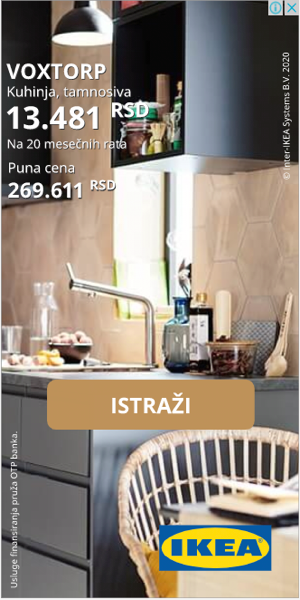 VOXTORP
Kuhinja, tamnosiva
13.481 RSD
Na 20 mesečnih rata
Puna cena
269.611 RSD
© Inter-IKEA Systems B.V. 2020
ISTRAŽI
Usluge finansiranja pruža OTP banka.
IKEA